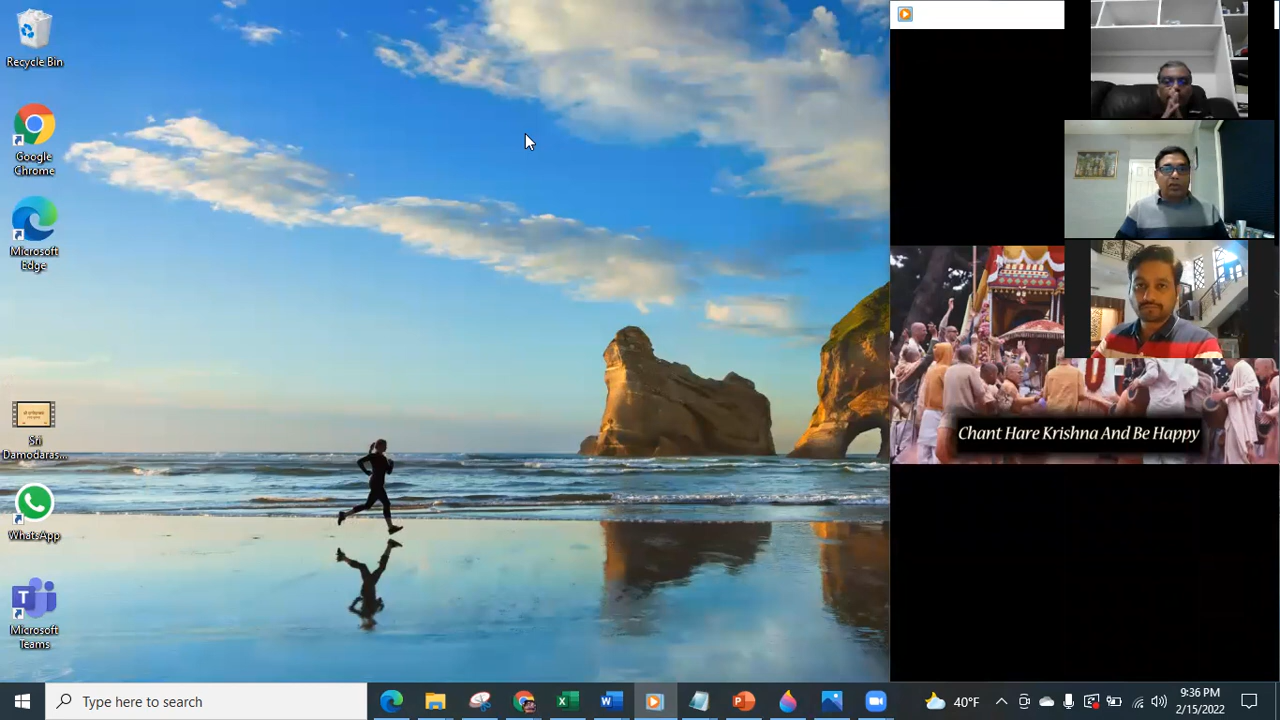 Recycle Bin
Google
Chrome
Microsoft
Edge
Sri
Damodaras...
WhatsApp
Microsoft
Teams
Chant Hare Krishna And Be Happy
Type here to search
40°F
9:36 PM
2/15/2022